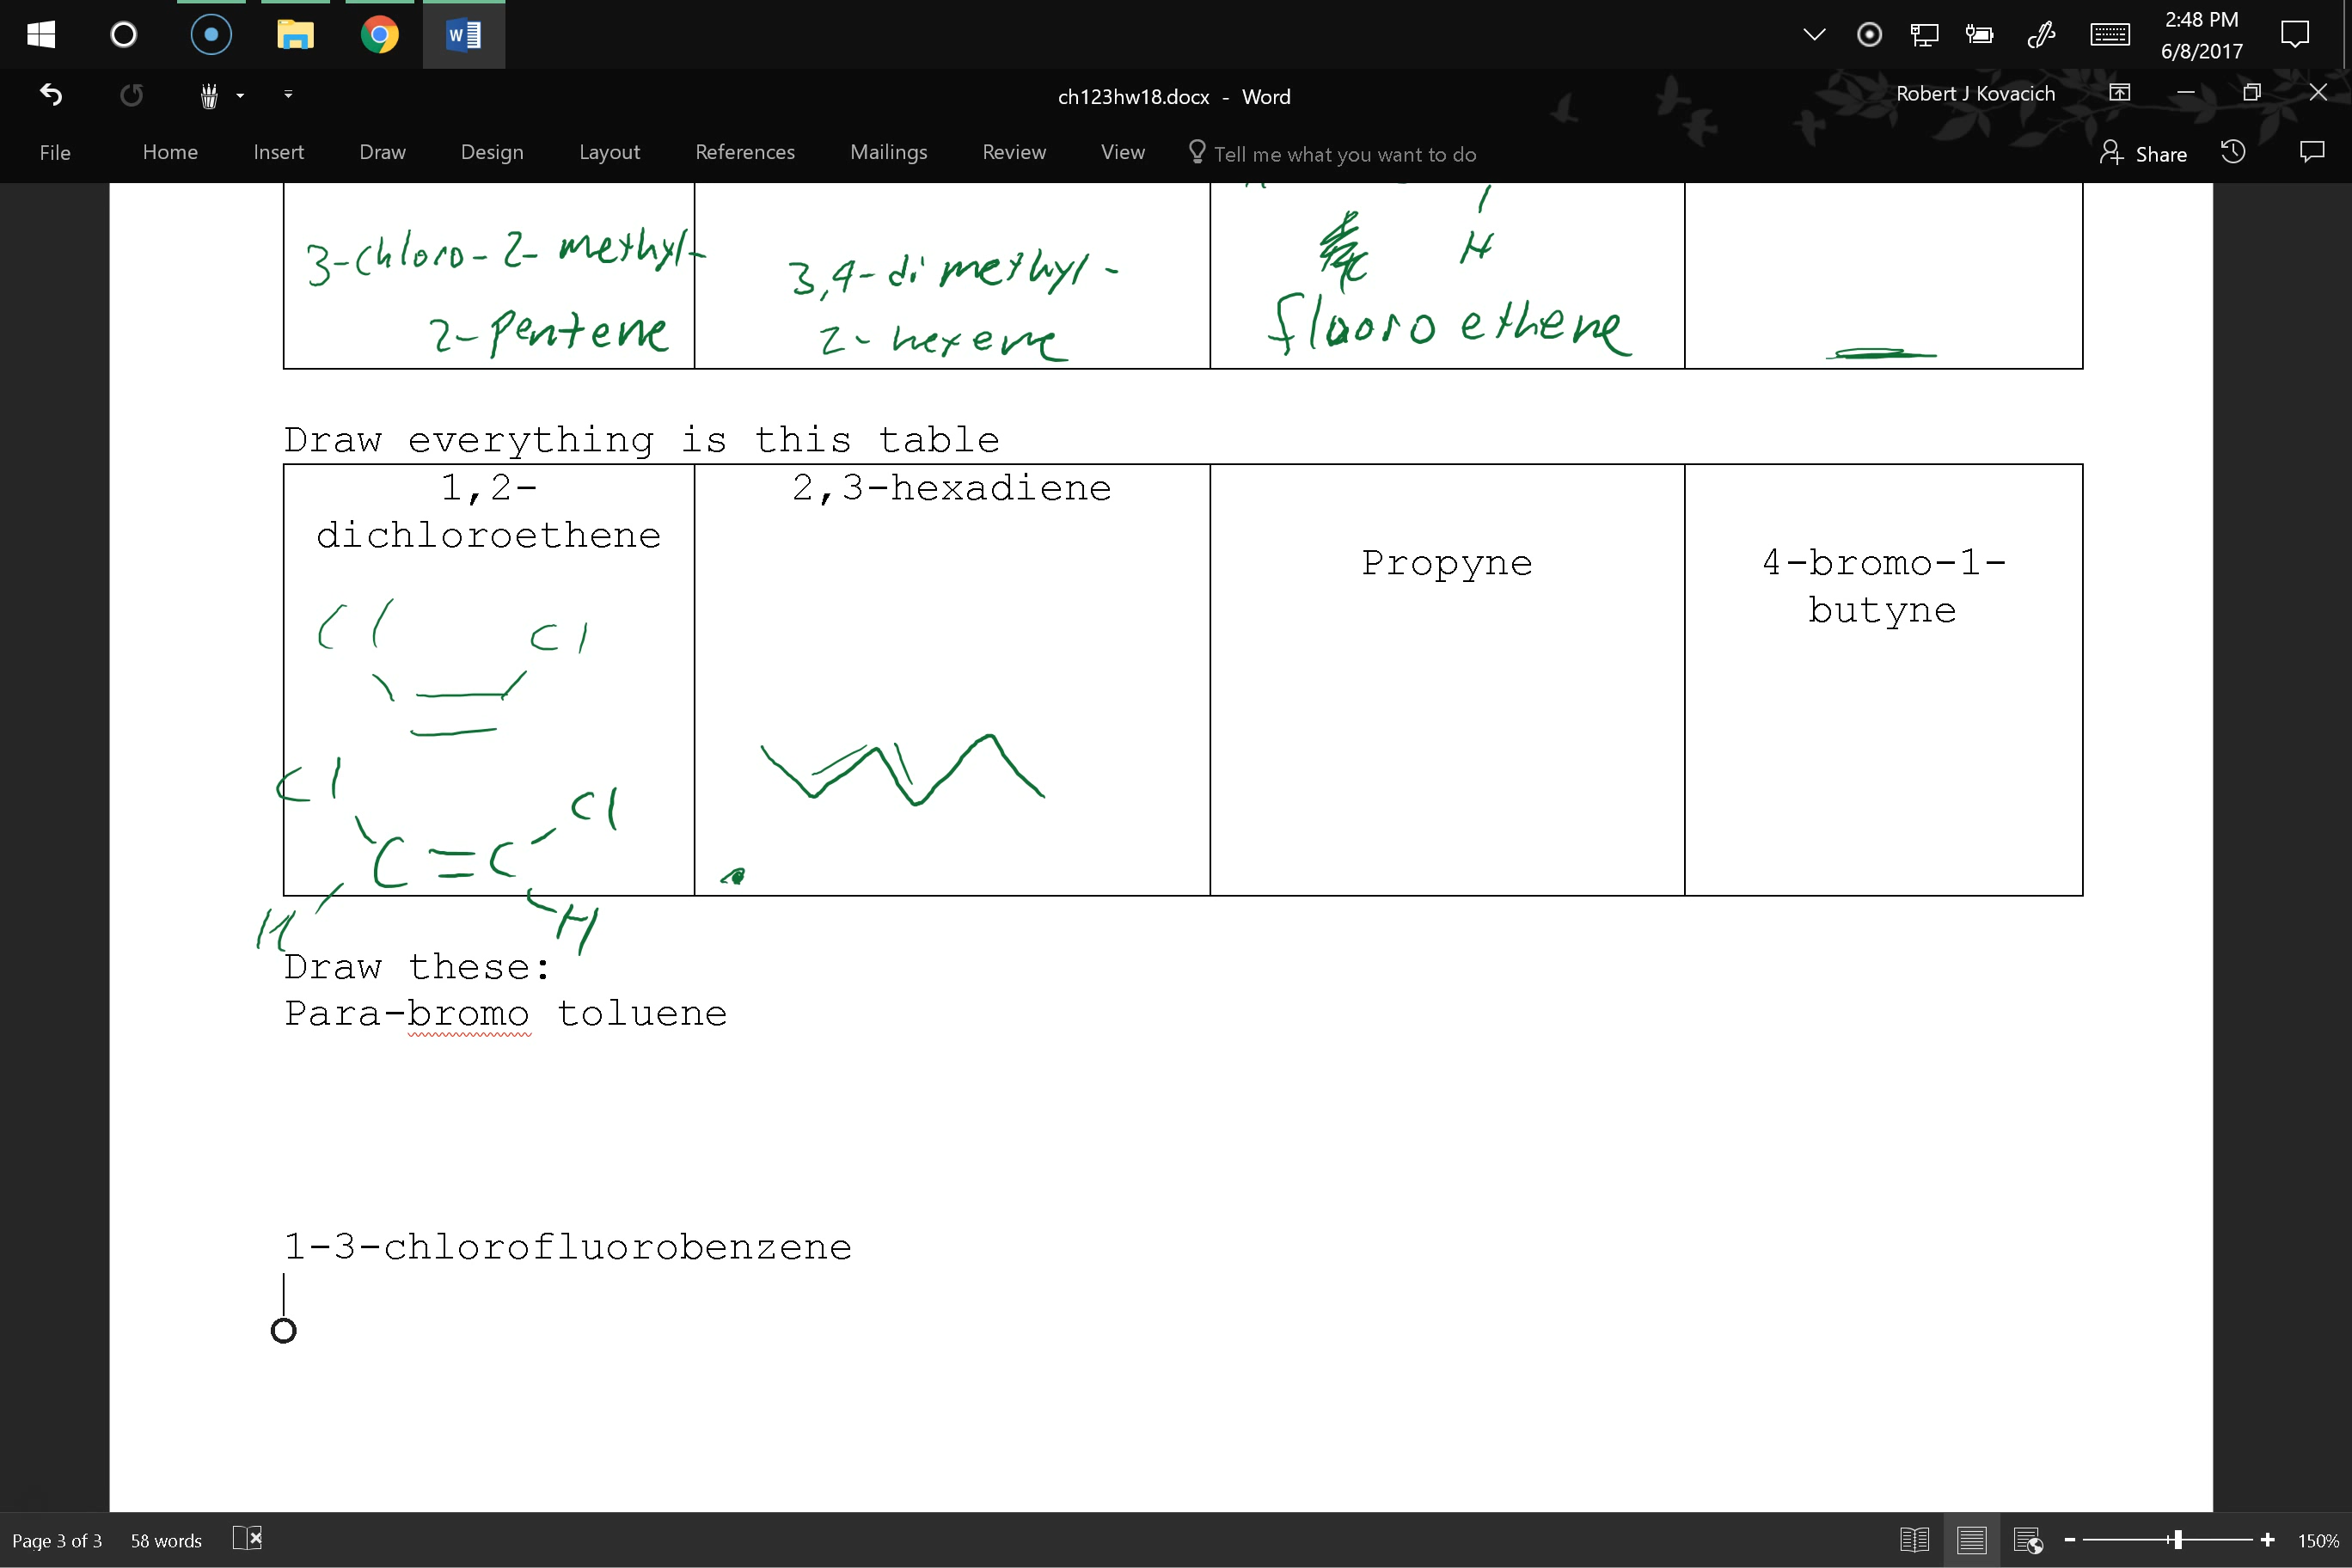 2:48 PM
6/8/2017
ch123hw18.docx - Word
Robert J Kovacich
File Home Insert Draw Design Layout References Mailings Review View Tell me what you want to do Share
3-chloro-2-methyl-
2-Pentene
3,4-dimethyl-
2-hexene
H
fluoro ethene
Draw everything is this table
1,2-
dichloroethene
2,3-hexadiene
Propyne
4-bromo-1-
butyne
Cl Cl
Cl Cl
C=C
H H
Draw these:
Para-bromo toluene
1-3-chlorofluorobenzene
Page 3 of 3 58 words 150%